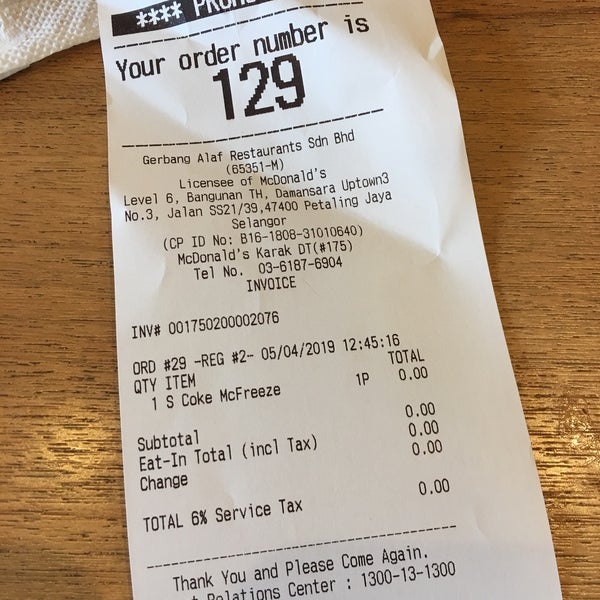 ****
Your order number is
129
Gerbang Alaf Restaurants Sdn Bhd
(65351-M)
Licensee of McDonald's
Level 6, Bangunan TH, Damansara Uptown3
No.3, Jalan SS21/39,47400 Petaling Jaya
Selangor
(CP ID No: B16-1808-31010640)
McDonald's Karak DT(#175)
Tel No. 03-6187-6904
INVOICE
INV# 001750200002076
ORD #29 -REG #2- 05/04/2019 12:45:16
QTY ITEM TOTAL
1 S Coke McFreeze 1P 0.00
Subtotal 0.00
Eat-In Total (incl Tax) 0.00
Change 0.00
TOTAL 6% Service Tax 0.00
Thank You and Please Come Again.
Relations Center : 1300-13-1300